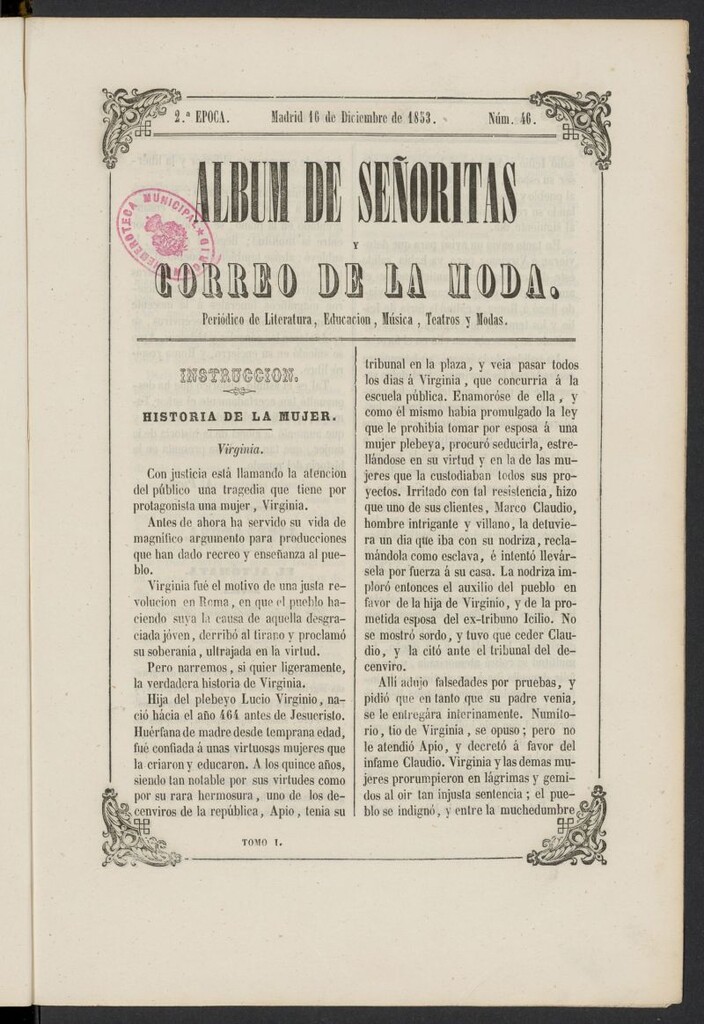 2.ª EPOCA. Madrid 16 de Diciembre de 1853. Núm. 46.
ALBUM DE SEÑORITAS
Y
CORREO DE LA MODA.
Periódico de Literatura, Educacion, Música, Teatros y Modas.
HEMEROTECA MUNICIPAL
INSTRUCCION.
HISTORIA DE LA MUJER.
Virginia.
Con justicia está llamando la atencion
del público una tragedia que tiene por
protagonista una mujer, Virginia.
Antes de ahora ha servido su vida de
magnífico argumento para producciones
que han dado recreo y enseñanza al pue-
blo.
Virginia fué el motivo de una justa re-
volucion en Roma, en que el pueblo ha-
ciendo suya la causa de aquella desgra-
ciada jóven, derribó al tirano y proclamó
su soberanía, ultrajada en la virtud.
Pero narremos, si quier ligeramente,
la verdadera historia de Virginia.
Hija del plebeyo Lucio Virginio, na-
ció hácia el año 464 antes de Jesucristo.
Huérfana de madre desde temprana edad,
fué confiada á unas virtuosas mujeres que
la criaron y educaron. A los quince años,
siendo tan notable por sus virtudes como
por su rara hermosura, uno de los de-
cenviros de la república, Apio, tenia su
tribunal en la plaza, y veia pasar todos
los dias á Virginia, que concurria á la
escuela pública. Enamoróse de ella, y
como él mismo habia promulgado la ley
que le prohibia tomar por esposa á una
mujer plebeya, procuró seducirla, estre-
llándose en su virtud y en la de las mu-
jeres que la custodiaban todos sus pro-
yectos. Irritado con tal resistencia, hizo
que uno de sus clientes, Marco Claudio,
hombre intrigante y villano, la detuvie-
ra un dia que iba con su nodriza, recla-
mándola como esclava, é intentó llevár-
sela por fuerza á su casa. La nodriza im-
ploró entonces el auxilio del pueblo en
favor de la hija de Virginio, y de la pro-
metida esposa del ex-tribuno Icilio. No
se mostró sordo, y tuvo que ceder Clau-
dio, y la citó ante el tribunal del de-
cenviro.
Alli adujo falsedades por pruebas, y
pidió que en tanto que su padre venia,
se le entregára interinamente. Numito-
rio, tio de Virginia, se opuso; pero no
le atendió Apio, y decretó á favor del
infame Claudio. Virginia y las demas mu-
jeres prorumpieron en lágrimas y gemi-
dos al oir tan injusta sentencia; el pue-
blo se indignó, y entre la muchedumbre
TOMO I.